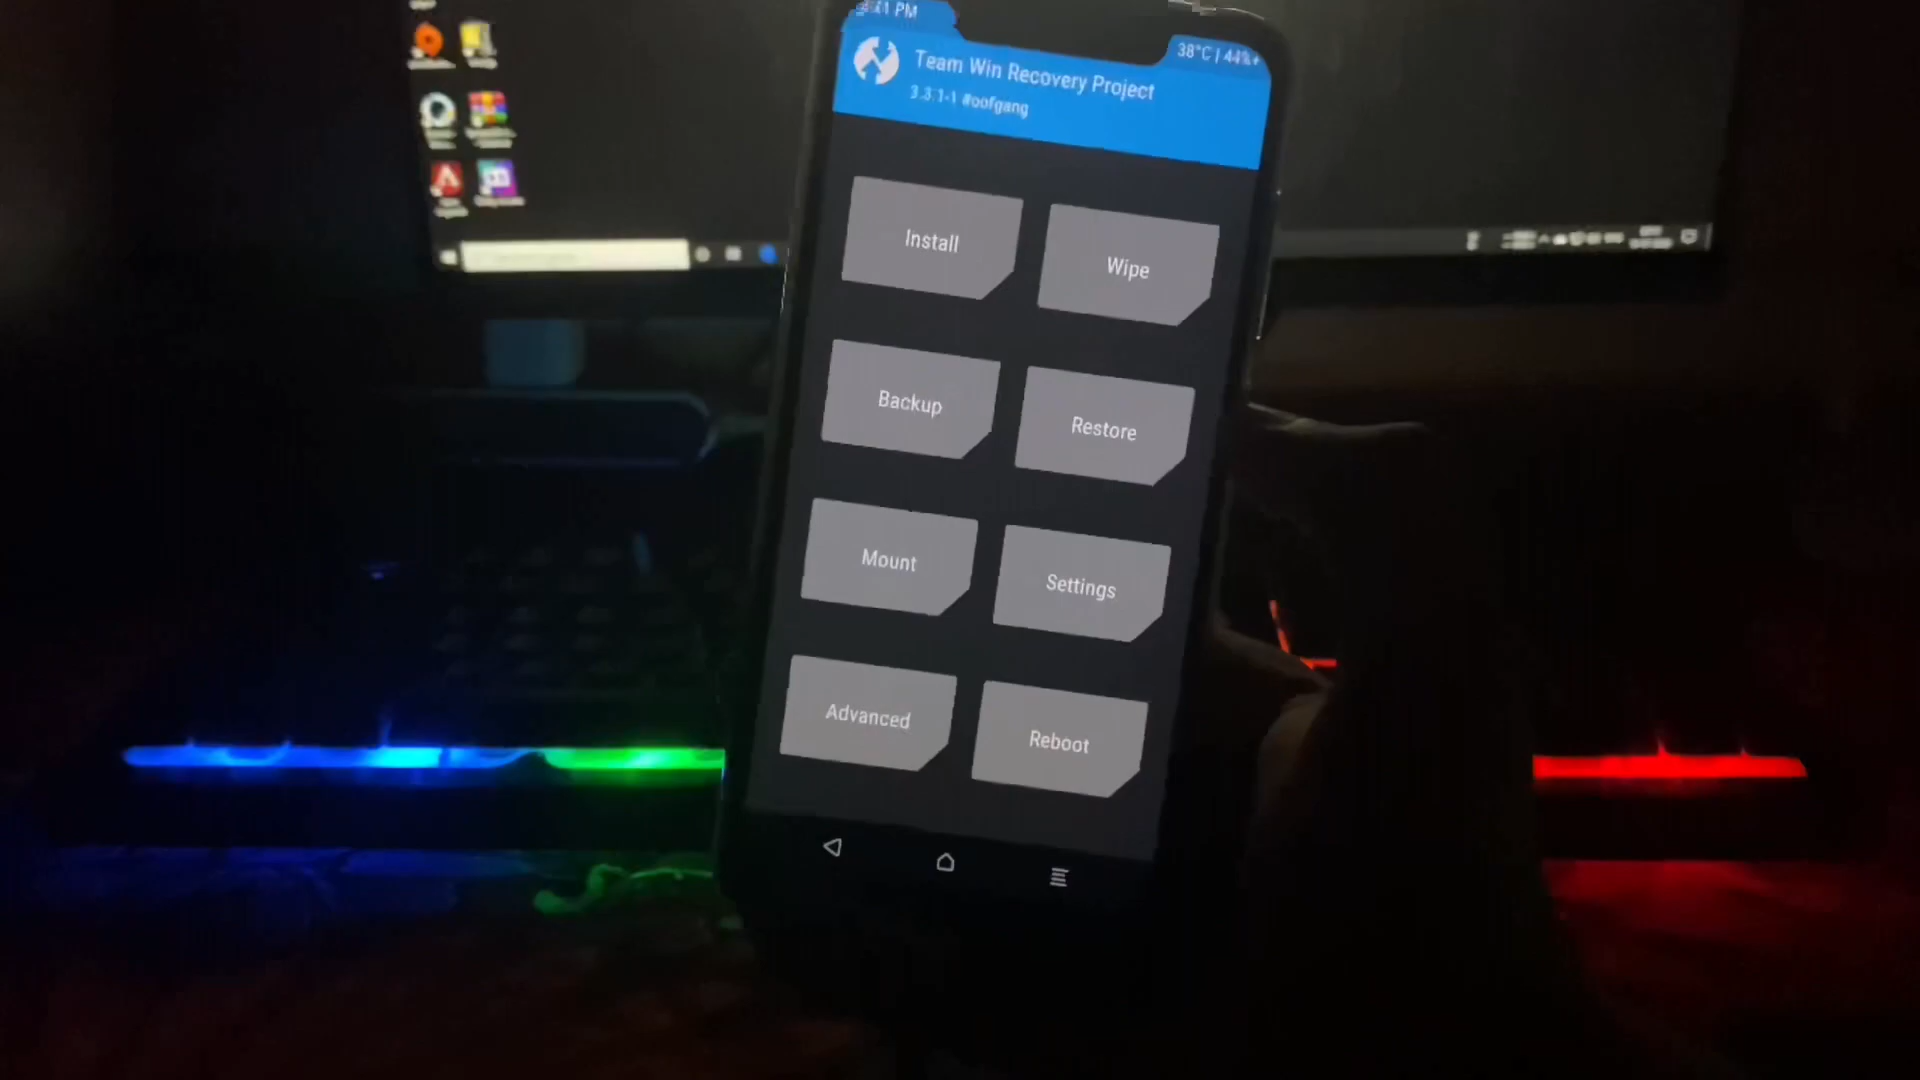 PM
38°C | 44%+
Team Win Recovery Project
3.3.1-1 #oofgang
Install
Wipe
Backup
Restore
Mount
Settings
Advanced
Reboot